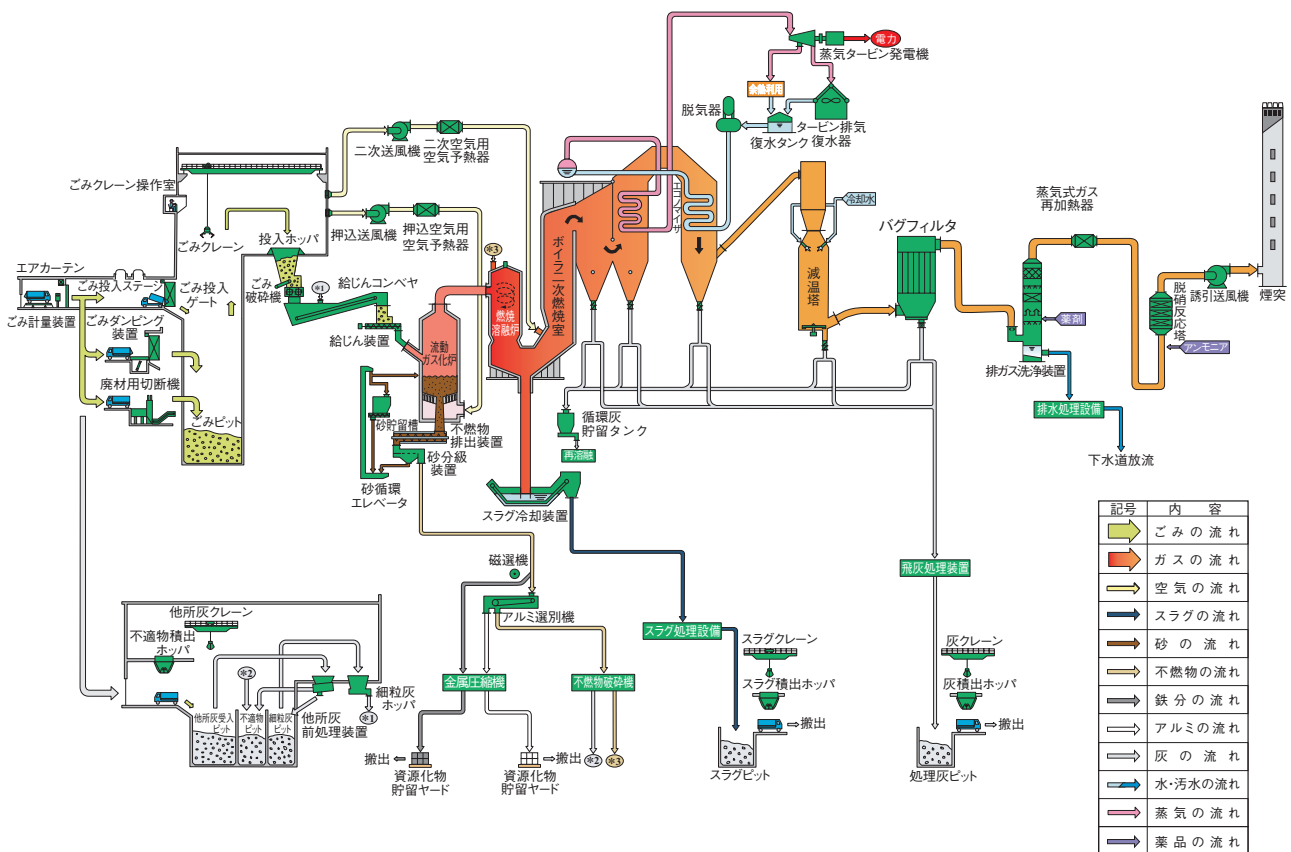 電力
蒸気タービン発電機
余熱利用
脱気器
タービン排気
復水器
復水タンク
二次送風機
二次空気用
空気予熱器
ごみクレーン操作室
ごみクレーン
投入ホッパ
押込送風機
押込空気用
空気予熱器
エコノマイザ
冷却水
蒸気式ガス
再加熱器
バグフィルタ
減温塔
ボイラ二次燃焼室
*3
燃焼
溶融炉
エアカーテン
ごみ投入ステージ
ごみ投入
ゲート
ごみ
破砕機
*1
給じんコンベヤ
給じん装置
ごみ計量装置
ごみダンピング
装置
流動
ガス化炉
廃材用切断機
ごみピット
脱硝反応塔
誘引送風機
煙突
薬剤
アンモニア
排ガス洗浄装置
排水処理設備
下水道放流
砂貯留槽
不燃物
排出装置
砂分級
装置
砂循環
エレベータ
循環灰
貯留タンク
再溶融
スラグ冷却装置
磁選機
アルミ選別機
飛灰処理装置
スラグ処理設備
金属圧縮機
不燃物破砕機
他所灰クレーン
不適物積出
ホッパ
*2
細粒灰
ホッパ
*1
他所灰受入
ピット
不適物
ピット
細粒灰
ピット
他所灰
前処理装置
搬出
資源化物
貯留ヤード
搬出
資源化物
貯留ヤード
*2
*3
スラグクレーン
スラグ積出ホッパ
搬出
スラグピット
灰クレーン
灰積出ホッパ
搬出
処理灰ピット
記号 内容
ごみの流れ
ガスの流れ
空気の流れ
スラグの流れ
砂の流れ
不燃物の流れ
鉄分の流れ
アルミの流れ
灰の流れ
水・汚水の流れ
蒸気の流れ
薬品の流れ